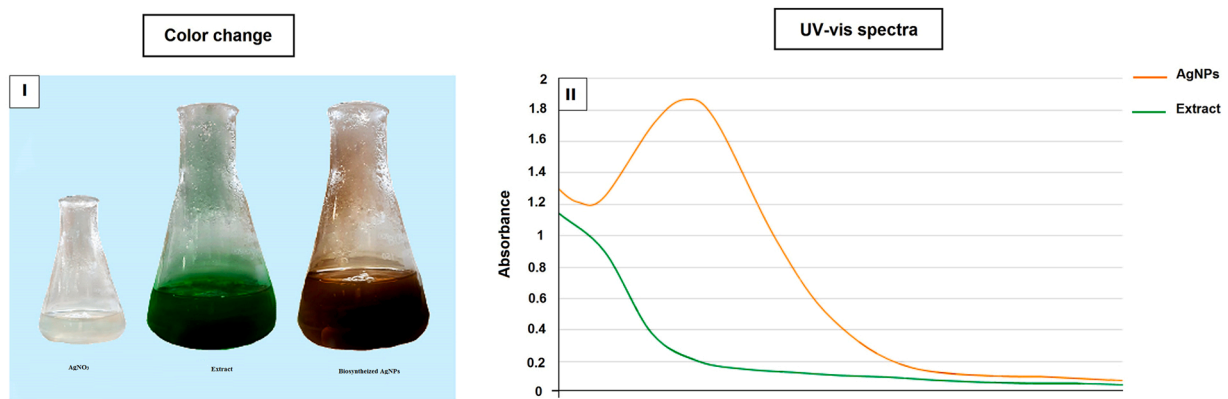 Color change
I
AgNO₃
Extract
Biosyntheized AgNPs
UV-vis spectra
II
Absorbance
2
1.8
1.6
1.4
1.2
1
0.8
0.6
0.4
0.2
0
AgNPs
Extract